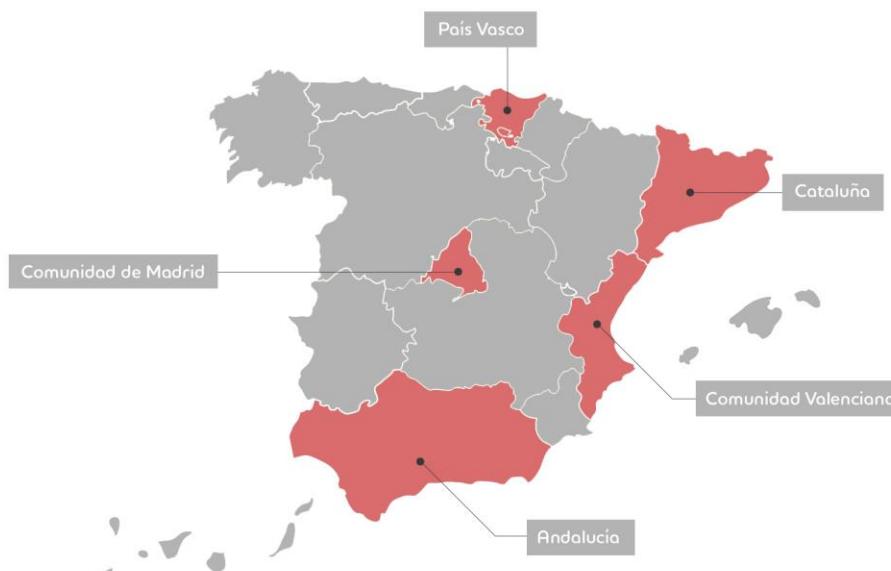 País Vasco
Cataluña
Comunidad de Madrid
Comunidad Valenciana
Andalucía